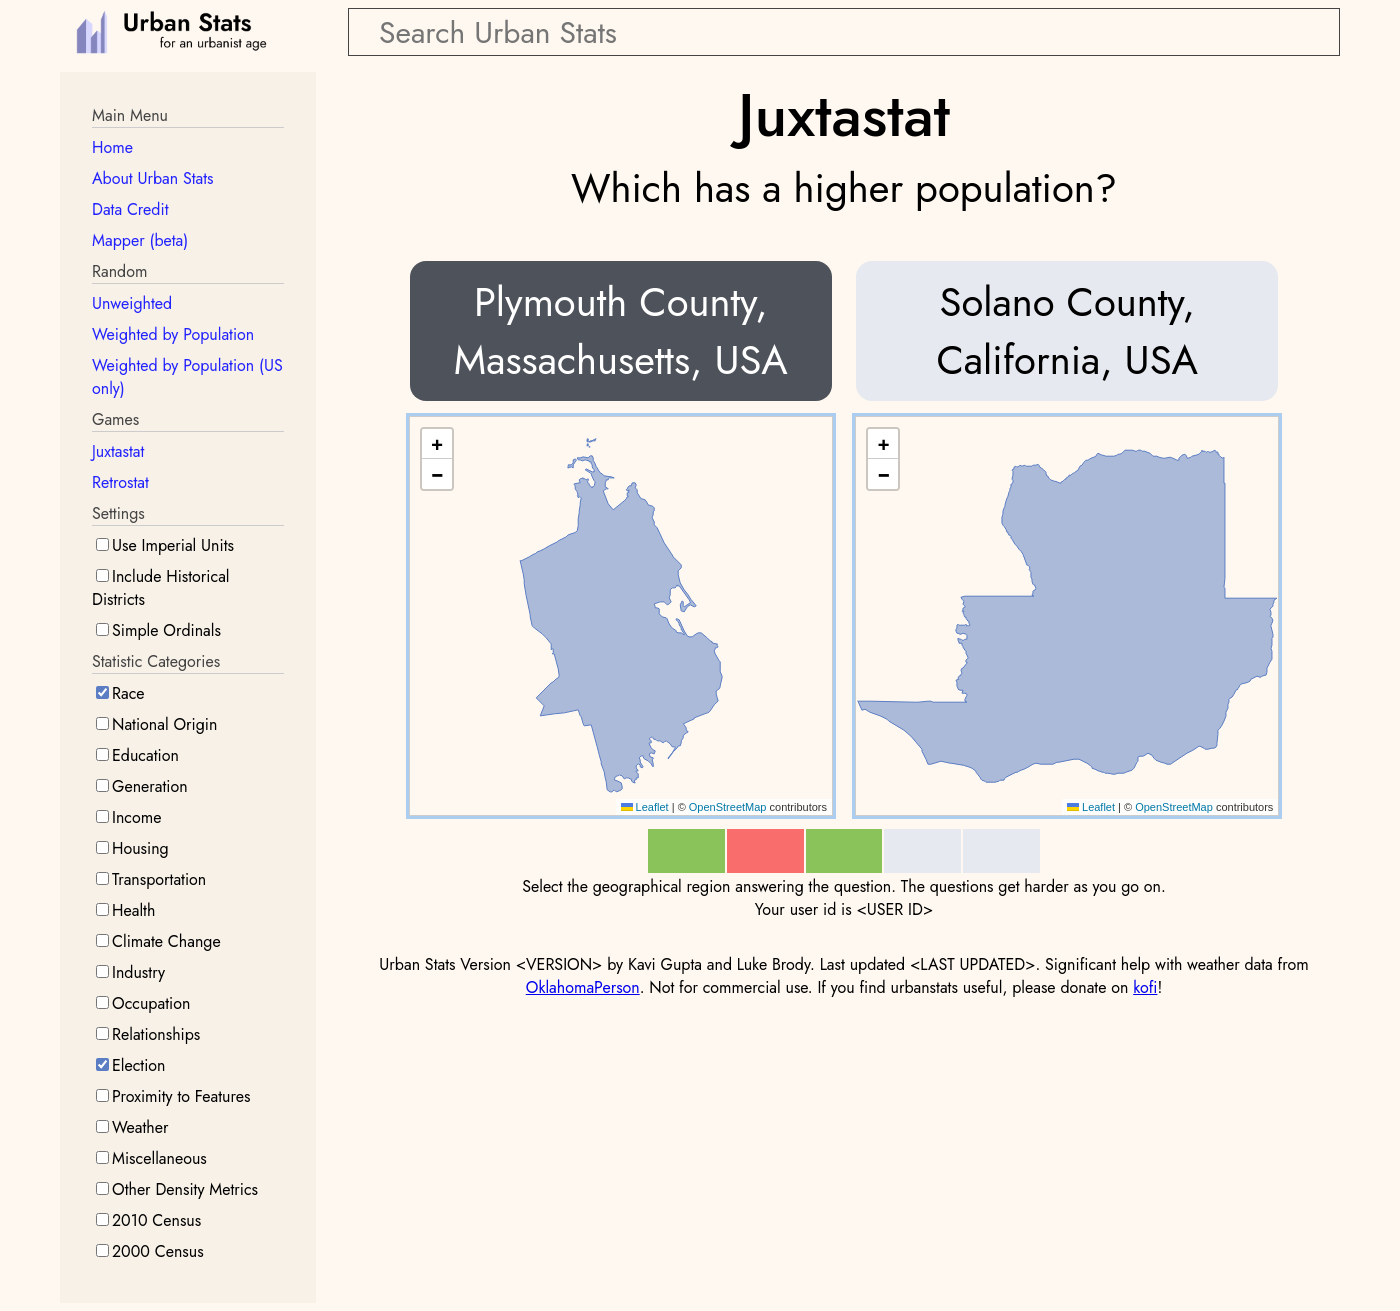 Urban Stats
for an urbanist age
Search Urban Stats
Main Menu
Home
About Urban Stats
Data Credit
Mapper (beta)
Random
Unweighted
Weighted by Population
Weighted by Population (US
only)
Games
Juxtastat
Retrostat
Settings
Use Imperial Units
Include Historical
Districts
Simple Ordinals
Statistic Categories
Race
National Origin
Education
Generation
Income
Housing
Transportation
Health
Climate Change
Industry
Occupation
Relationships
Election
Proximity to Features
Weather
Miscellaneous
Other Density Metrics
2010 Census
2000 Census
Juxtastat
Which has a higher population?
Plymouth County,
Massachusetts, USA
Solano County,
California, USA
+
−
Leaflet | © OpenStreetMap contributors
+
−
Leaflet | © OpenStreetMap contributors
Select the geographical region answering the question. The questions get harder as you go on.
Your user id is <USER ID>
Urban Stats Version <VERSION> by Kavi Gupta and Luke Brody. Last updated <LAST UPDATED>. Significant help with weather data from
OklahomaPerson. Not for commercial use. If you find urbanstats useful, please donate on kofi!